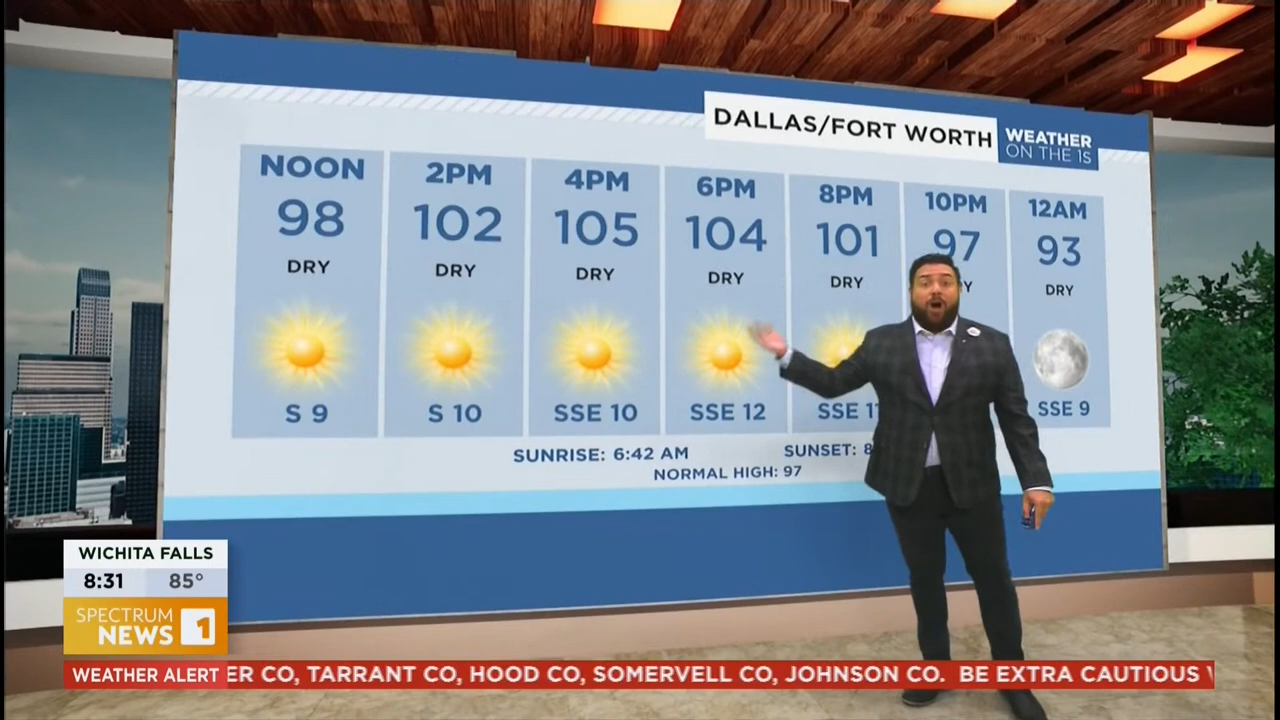 DALLAS/FORT WORTH
WEATHER
ON THE 1S
NOON
98
DRY
S 9
2PM
102
DRY
S 10
4PM
105
DRY
SSE 10
6PM
104
DRY
SSE 12
8PM
101
DRY
SSE 11
10PM
97
12AM
93
DRY
SSE 9
SUNRISE: 6:42 AM
SUNSET: 8
NORMAL HIGH: 97
WICHITA FALLS
8:31 85°
SPECTRUM
NEWS 1
WEATHER ALERT ER CO, TARRANT CO, HOOD CO, SOMERVELL CO, JOHNSON CO. BE EXTRA CAUTIOUS